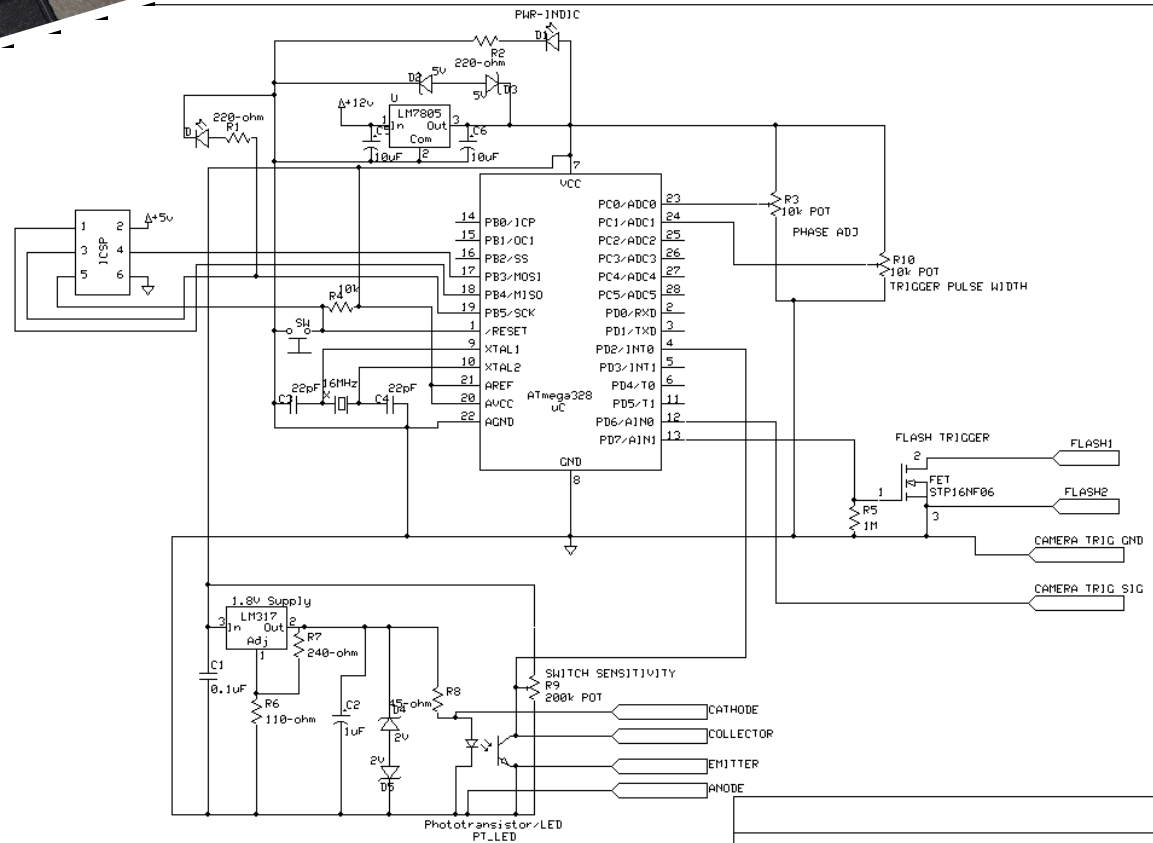 PWR-INDIC
D1
R2
220-ohm
D2
5V
5V
D3
+12v
U
LM7805
1
In
Out
3
Com
2
C5
10uF
C6
10uF
220-ohm
D
R1
7
VCC
1
2
+5v
3
4
5
6
ICSP
14
PB0/ICP
15
PB1/OC1
16
PB2/SS
17
PB3/MOSI
18
PB4/MISO
19
PB5/SCK
1
/RESET
9
XTAL1
10
XTAL2
21
AREF
20
AVCC
22
AGND
PC0/ADC0
23
PC1/ADC1
24
PC2/ADC2
25
PC3/ADC3
26
PC4/ADC4
27
PC5/ADC5
28
PD0/RXD
2
PD1/TXD
3
PD2/INT0
4
PD3/INT1
5
PD4/T0
6
PD5/T1
11
PD6/AIN0
12
PD7/AIN1
13
ATmega328
uC
GND
8
R4
10k
SW
22pF
C3
16MHz
X
22pF
C4
R3
10k POT
PHASE ADJ
R10
10k POT
TRIGGER PULSE WIDTH
FLASH TRIGGER
2
1
FET
STP16NF06
3
R5
1M
FLASH1
FLASH2
CAMERA TRIG GND
CAMERA TRIG SIG
1.8V Supply
3
In
LM317
Out
2
Adj
1
R7
240-ohm
C1
0.1uF
R6
110-ohm
C2
1uF
D4
2V
2V
D5
R8
45-ohm
SWITCH SENSITIVITY
R9
200k POT
CATHODE
COLLECTOR
EMITTER
ANODE
Phototransistor/LED
PT_LED